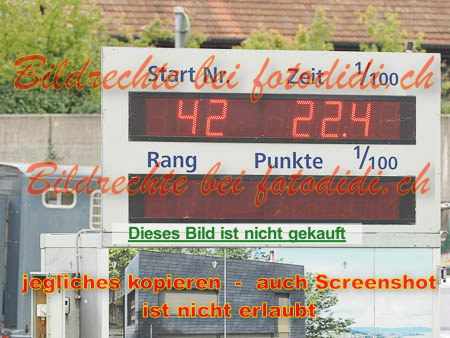 Bildrechte bei fotodidi.ch
Start Nr. Zeit 1/100
42 22.4
Bildrechte bei fotodidi.ch
Rang Punkte 1/100
Dieses Bild ist nicht gekauft
jegliches kopieren - auch Screenshot
ist nicht erlaubt